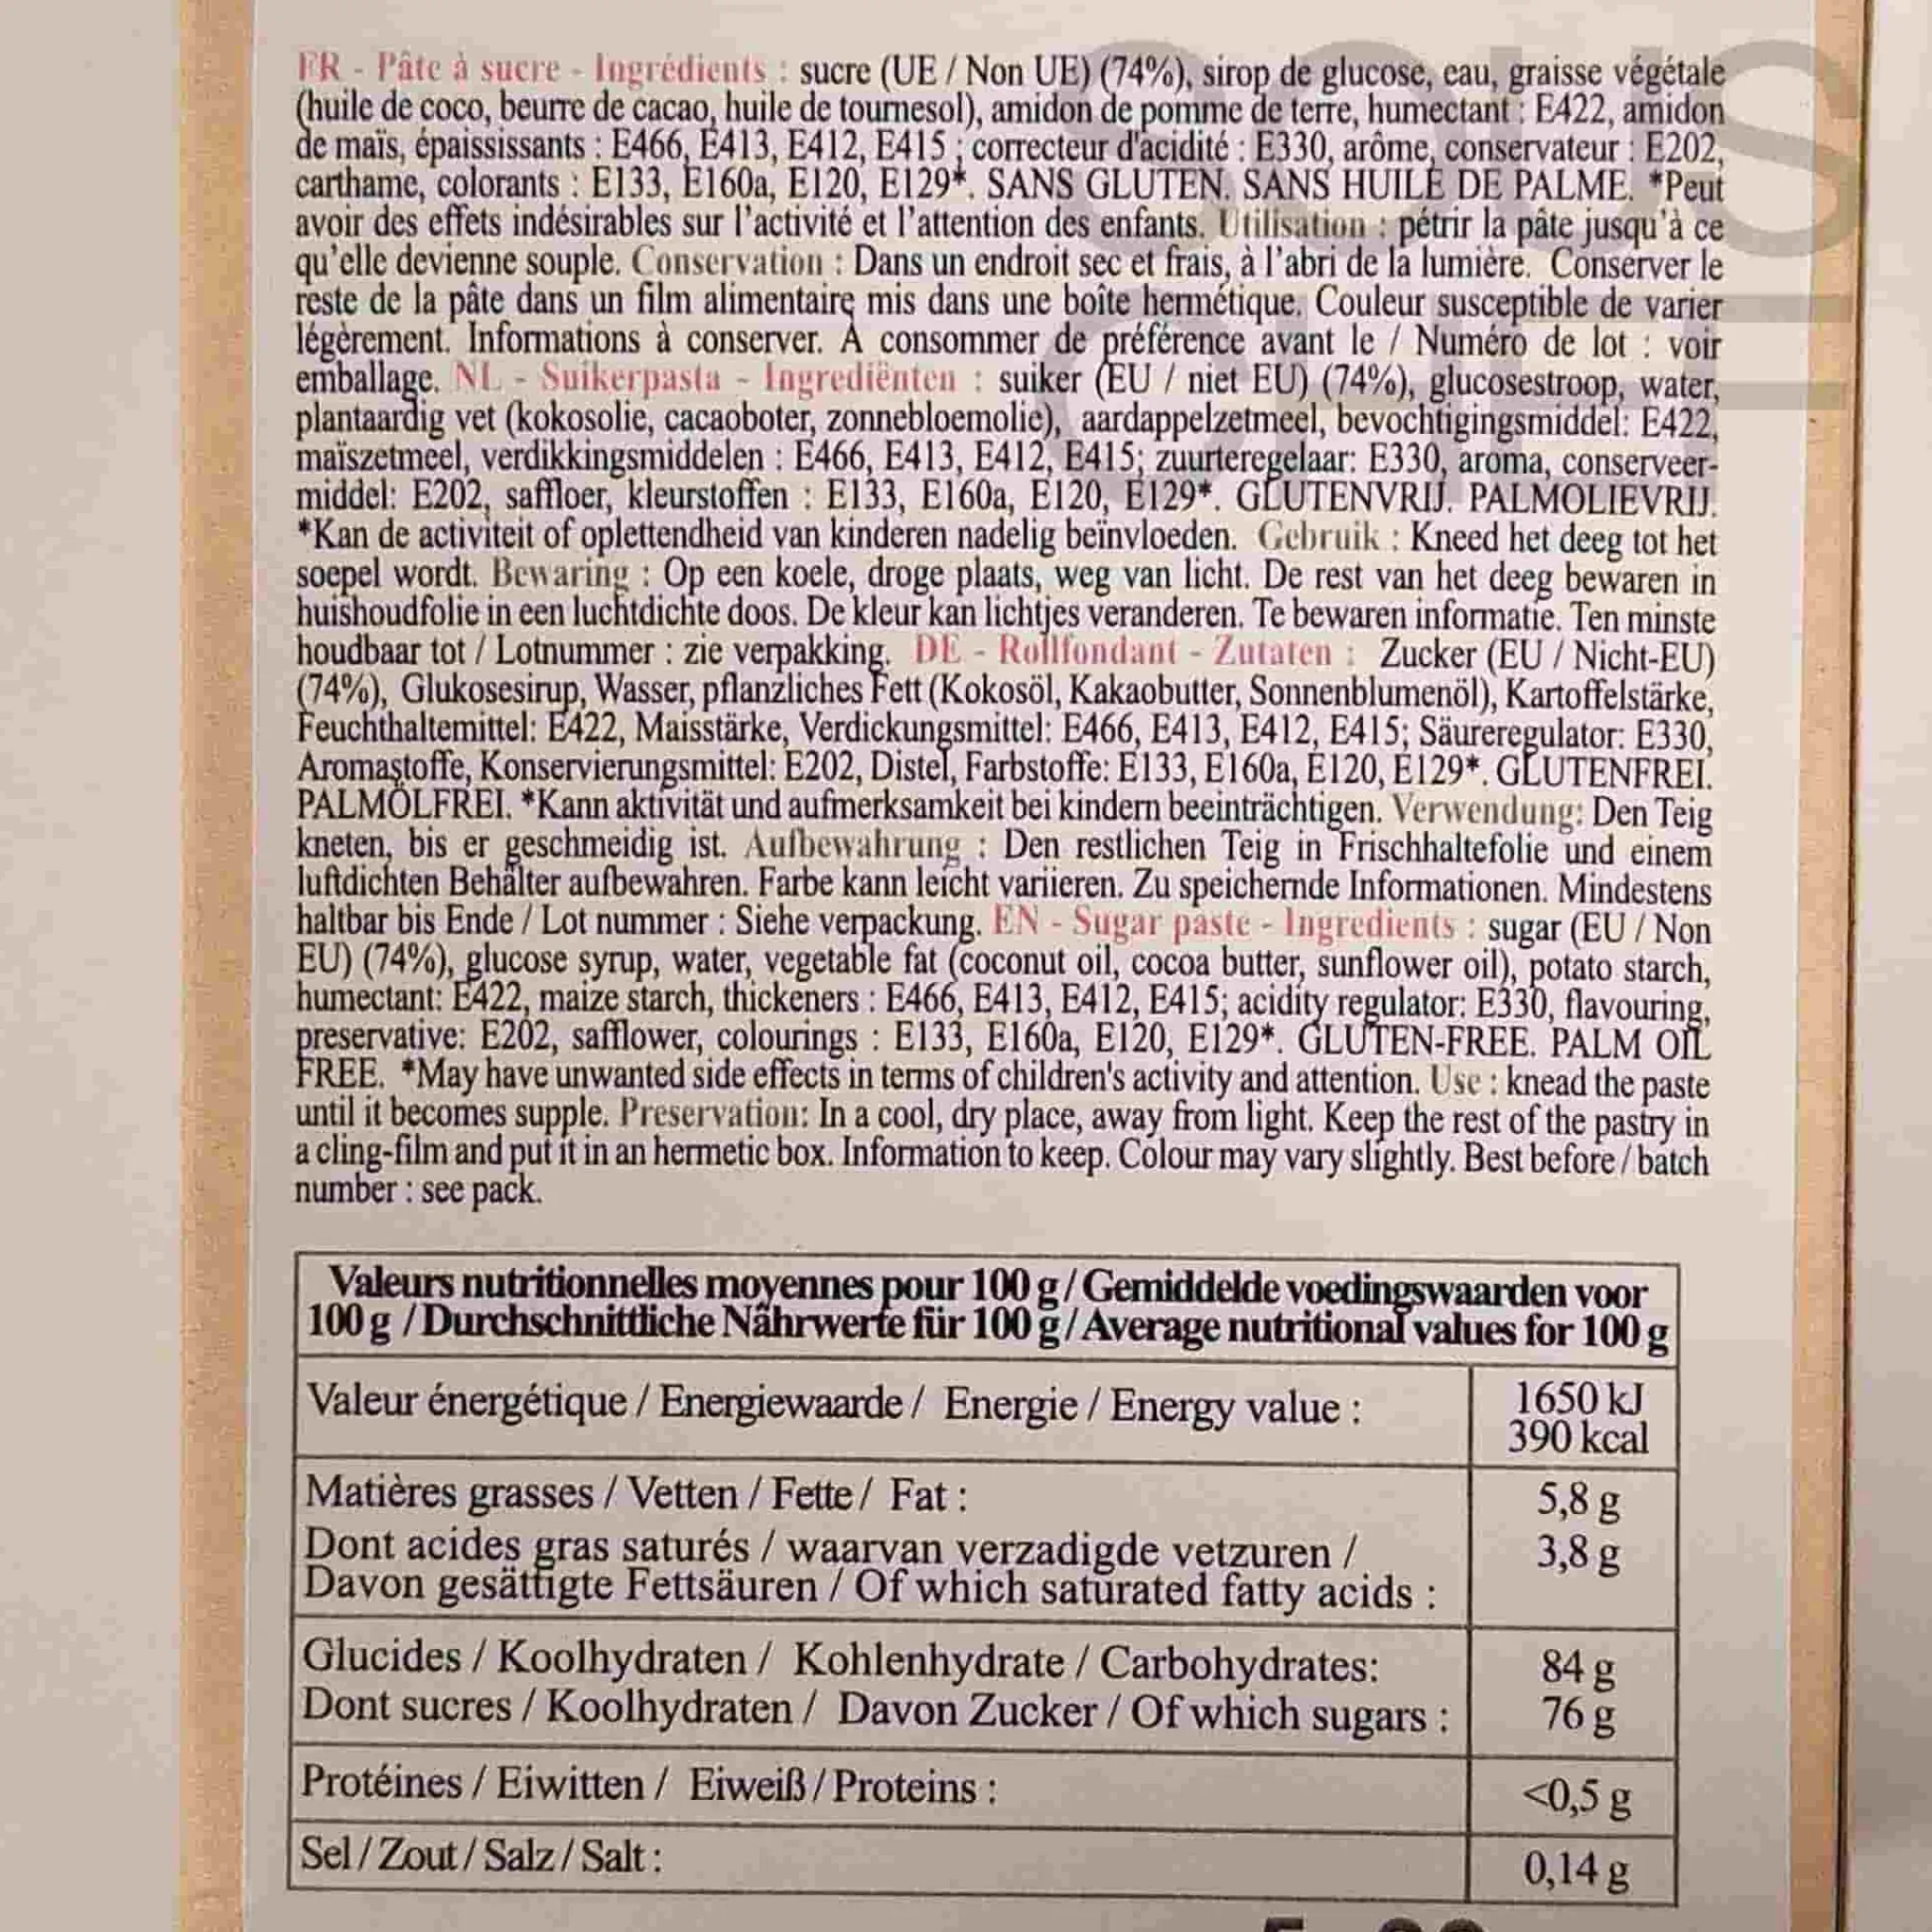 FR - Pâte à sucre - Ingrédients : sucre (UE / Non UE) (74%), sirop de glucose, eau, graisse végétale
(huile de coco, beurre de cacao, huile de tournesol), amidon de pomme de terre, humectant : E422, amidon
de maïs, épaississants : E466, E413, E412, E415 ; correcteur d'acidité : E330, arôme, conservateur : E202,
carthame, colorants : E133, E160a, E120, E129*. SANS GLUTEN. SANS HUILE DE PALME. *Peut
avoir des effets indésirables sur l'activité et l'attention des enfants. Utilisation : pétrir la pâte jusqu'à ce
qu'elle devienne souple. Conservation : Dans un endroit sec et frais, à l'abri de la lumière. Conserver le
reste de la pâte dans un film alimentaire mis dans une boîte hermétique. Couleur susceptible de varier
légèrement. Informations à conserver. A consommer de préférence avant le / Numéro de lot : voir
emballage. NL - Suikerpasta - Ingrediënten : suiker (EU / niet EU) (74%), glucosestroop, water,
plantaardig vet (kokosolie, cacaoboter, zonnebloemolie), aardappelzetmeel, bevochtigingsmiddel: E422,
maïszetmeel, verdikkingsmiddelen : E466, E413, E412, E415; zuurteregelaar: E330, aroma, conserveer-
middel: E202, saffloer, kleurstoffen : E133, E160a, E120, E129*. GLUTENVRIJ. PALMOLIEVRIJ.
*Kan de activiteit of oplettendheid van kinderen nadelig beïnvloeden. Gebruik : Kneed het deeg tot het
soepel wordt. Bewaring : Op een koele, droge plaats, weg van licht. De rest van het deeg bewaren in
huishoudfolie in een luchtdichte doos. De kleur kan lichtjes veranderen. Te bewaren informatie. Ten minste
houdbaar tot / Lotnummer : zie verpakking. DE - Rollfondant - Zutaten : Zucker (EU / Nicht-EU)
(74%), Glukosesirup, Wasser, pflanzliches Fett (Kokosöl, Kakaobutter, Sonnenblumenöl), Kartoffelstärke,
Feuchthaltemittel: E422, Maisstärke, Verdickungsmittel: E466, E413, E412, E415; Säureregulator: E330,
Aromastoffe, Konservierungsmittel: E202, Distel, Farbstoffe: E133, E160a, E120, E129*. GLUTENFREI.
PALMÖLFREI. *Kann aktivität und aufmerksamkeit bei kindern beeinträchtigen. Verwendung: Den Teig
kneten, bis er geschmeidig ist. Aufbewahrung : Den restlichen Teig in Frischhaltefolie und einem
luftdichten Behälter aufbewahren. Farbe kann leicht variieren. Zu speichernde Informationen. Mindestens
haltbar bis Ende / Lot nummer : Siehe verpackung. EN - Sugar paste - Ingredients : sugar (EU / Non
EU) (74%), glucose syrup, water, vegetable fat (coconut oil, cocoa butter, sunflower oil), potato starch,
humectant: E422, maize starch, thickeners : E466, E413, E412, E415; acidity regulator: E330, flavouring,
preservative: E202, safflower, colourings : E133, E160a, E120, E129*. GLUTEN-FREE. PALM OIL
FREE. *May have unwanted side effects in terms of children's activity and attention. Use : knead the paste
until it becomes supple. Preservation: In a cool, dry place, away from light. Keep the rest of the pastry in
a cling-film and put it in an hermetic box. Information to keep. Colour may vary slightly. Best before / batch
number : see pack.
Valeurs nutritionnelles moyennes pour 100 g / Gemiddelde voedingswaarden voor
100 g / Durchschnittliche Nährwerte für 100 g / Average nutritional values for 100 g
Valeur énergétique / Energiewaarde / Energie / Energy value : 1650 kJ
390 kcal
Matières grasses / Vetten / Fette / Fat : 5,8 g
Dont acides gras saturés / waarvan verzadigde vetzuren / 3,8 g
Davon gesättigte Fettsäuren / Of which saturated fatty acids :
Glucides / Koolhydraten / Kohlenhydrate / Carbohydrates: 84 g
Dont sucres / Koolhydraten / Davon Zucker / Of which sugars : 76 g
Protéines / Eiwitten / Eiweiß / Proteins : <0,5 g
Sel / Zout / Salz / Salt : 0,14 g